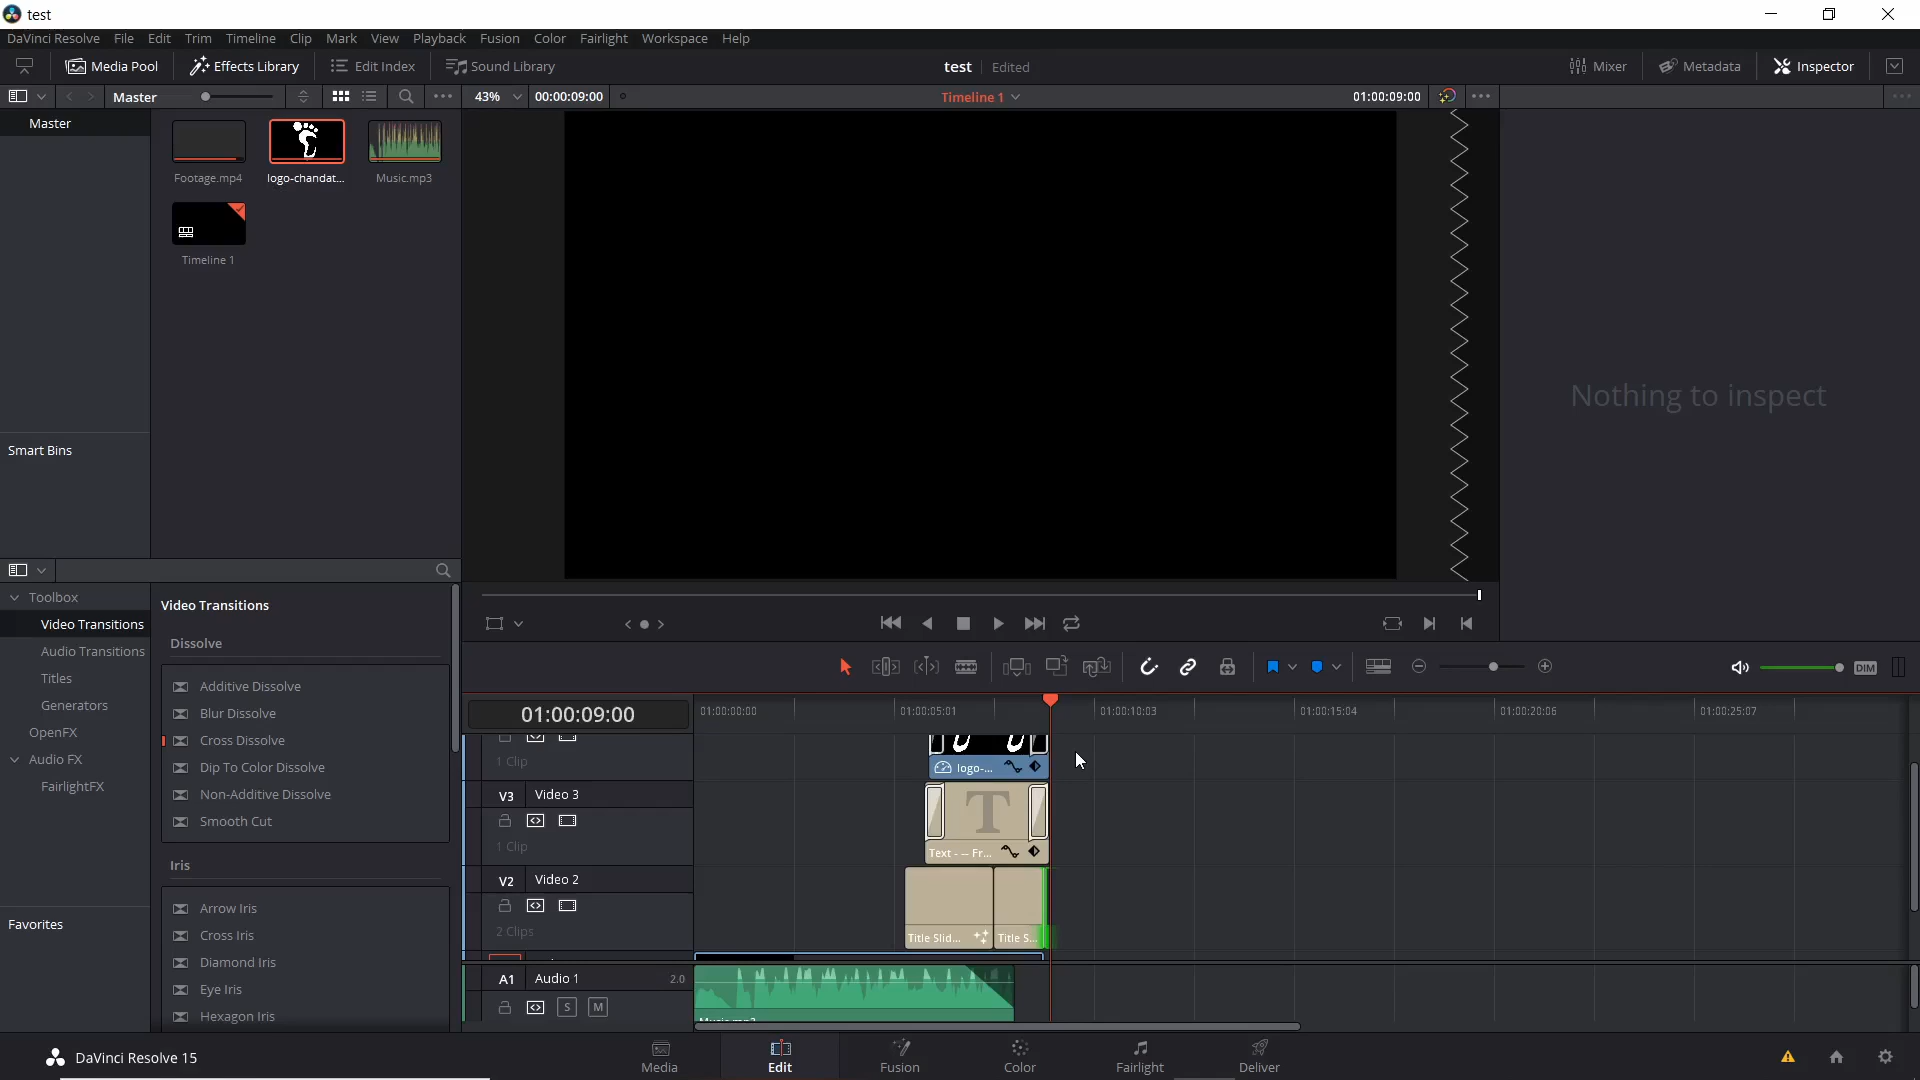 test
DaVinci Resolve File Edit Trim Timeline Clip Mark View Playback Fusion Color Fairlight Workspace Help
Media Pool Effects Library Edit Index Sound Library test Edited Mixer Metadata Inspector
Master 43% 00:00:09:00 Timeline 1 01:00:09:00
Master
Footage.mp4 logo-chandat... Music.mp3
Timeline 1
Nothing to inspect
Smart Bins
Toolbox
Video Transitions
Audio Transitions
Titles
Generators
OpenFX
Audio FX
FairlightFX
Favorites
Video Transitions
Dissolve
Additive Dissolve
Blur Dissolve
Cross Dissolve
Dip To Color Dissolve
Non-Additive Dissolve
Smooth Cut
Iris
Arrow Iris
Cross Iris
Diamond Iris
Eye Iris
Hexagon Iris
DIM
01:00:09:00 01:00:00:00 01:00:05:01 01:00:10:03 01:00:15:04 01:00:20:06 01:00:25:07
1 Clip logo-...
V3 Video 3
T
1 Clip Text - — Fr...
V2 Video 2
2 Clips Title Slid... Title S...
A1 Audio 1 2.0
S M
Music.mp3
DaVinci Resolve 15 Media Edit Fusion Color Fairlight Deliver